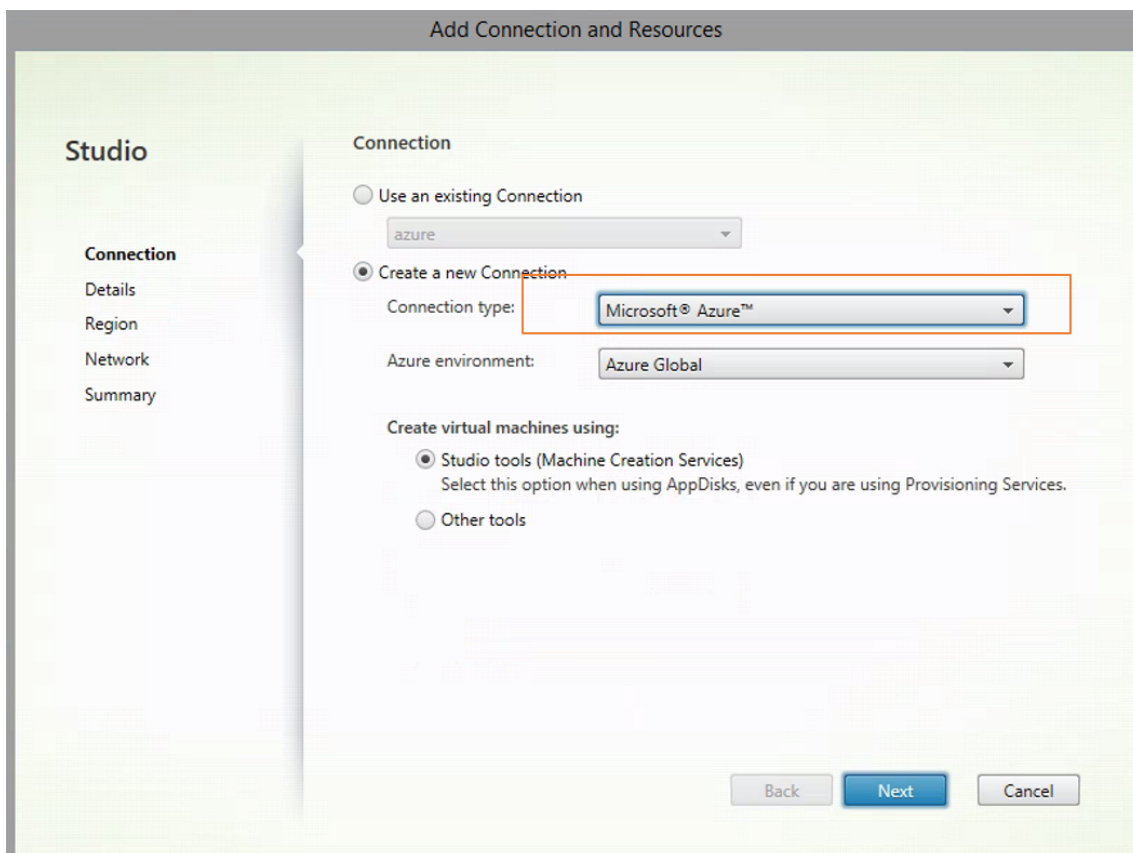 Add Connection and Resources
Studio
Connection
Details
Region
Network
Summary
Connection
Use an existing Connection
azure
Create a new Connection
Connection type:
Microsoft® Azure™
Azure environment:
Azure Global
Create virtual machines using:
Studio tools (Machine Creation Services)
Select this option when using AppDisks, even if you are using Provisioning Services.
Other tools
Back
Next
Cancel